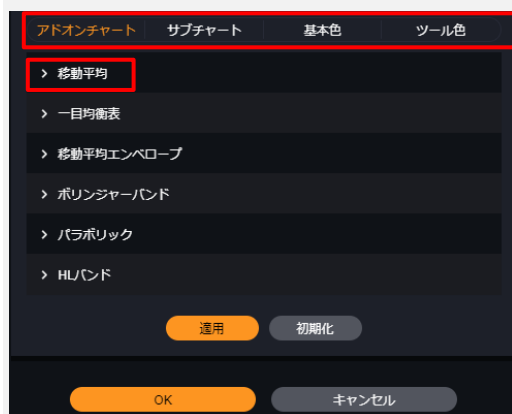 アドオンチャート サブチャート 基本色 ツール色
> 移動平均
> 一目均衡表
> 移動平均エンベロープ
> ボリンジャーバンド
> パラボリック
> HLバンド
適用 初期化
OK キャンセル